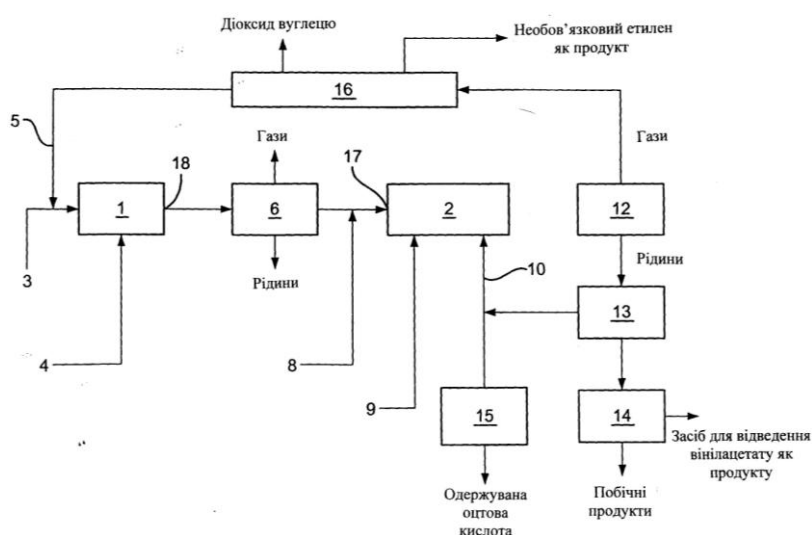 Діоксид вуглецю
Необов’язковий етилен
як продукт
16
5
Гази
Гази
18
17
1
6
2
12
3
Рідини
10
Рідини
13
4
8
9
15
14
Засіб для відведення
вінілацетату як
продукту
Одержувана
оцтова
кислота
Побічні
продукти